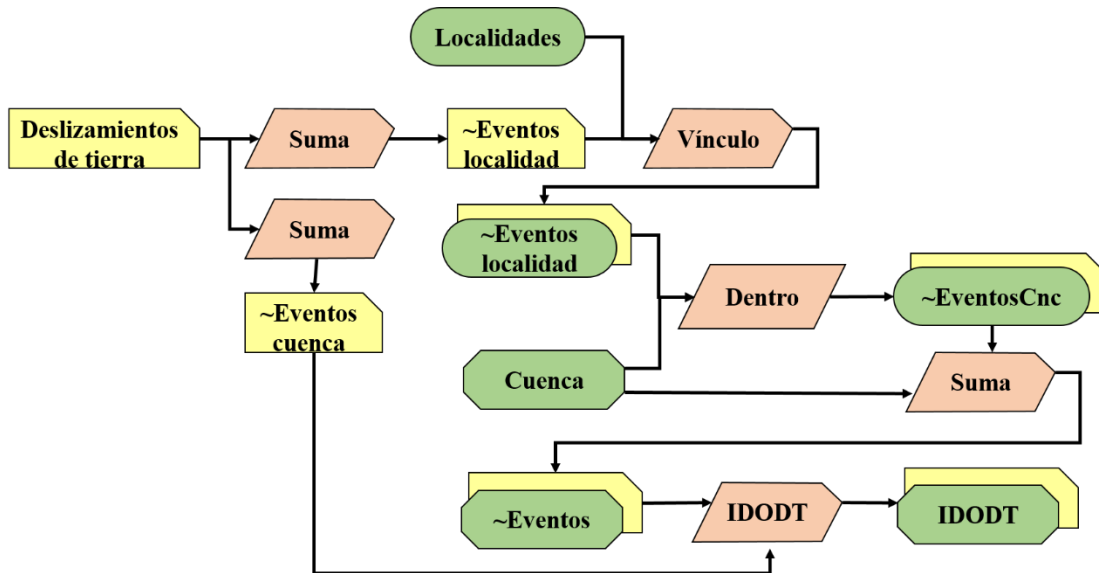 Localidades
Deslizamientos
de tierra
Suma
~Eventos
localidad
Vínculo
Suma
~Eventos
localidad
Dentro
~EventosCnc
~Eventos
cuenca
Cuenca
Suma
~Eventos
IDODT
IDODT